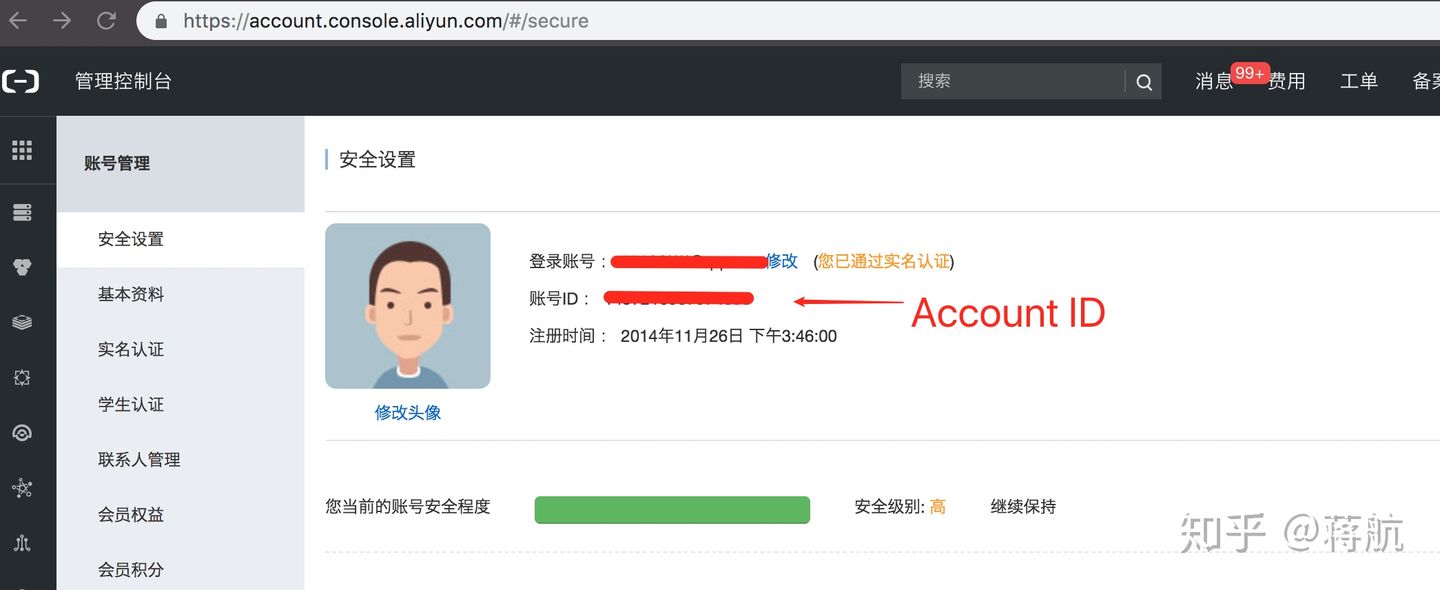 https://account.console.aliyun.com/#/secure
管理控制台
搜索
消息
99+
费用
工单
备案
账号管理
安全设置
基本资料
实名认证
学生认证
联系人管理
会员权益
会员积分
安全设置
登录账号： 修改 (您已通过实名认证)
账号ID：
Account ID
注册时间： 2014年11月26日 下午3:46:00
修改头像
您当前的账号安全程度
安全级别: 高
继续保持
知乎 @蒋航